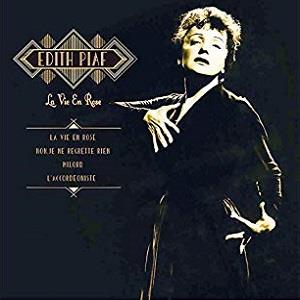 EDITH PIAF
La Vie En Rose
LA VIE EN ROSE
NON, JE NE REGRETTE RIEN
MILORD
L'ACCORDEONISTE